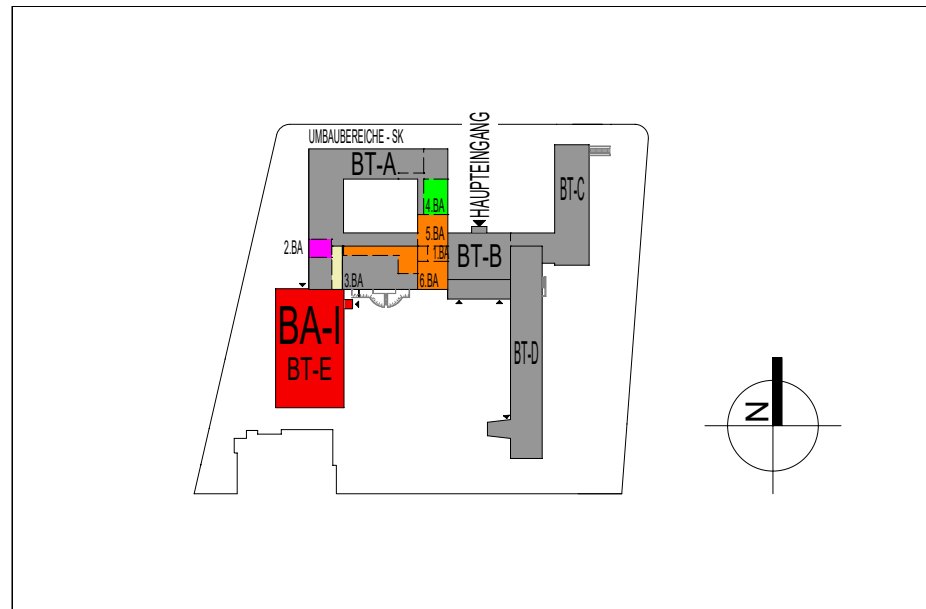 UMBAUBEREICHE - SK
HAUPTEINGANG
BT-A
BT-C
4.BA
5.BA
2.BA
1.BA
BT-B
3.BA
6.BA
BA-I
BT-E
BT-D
N